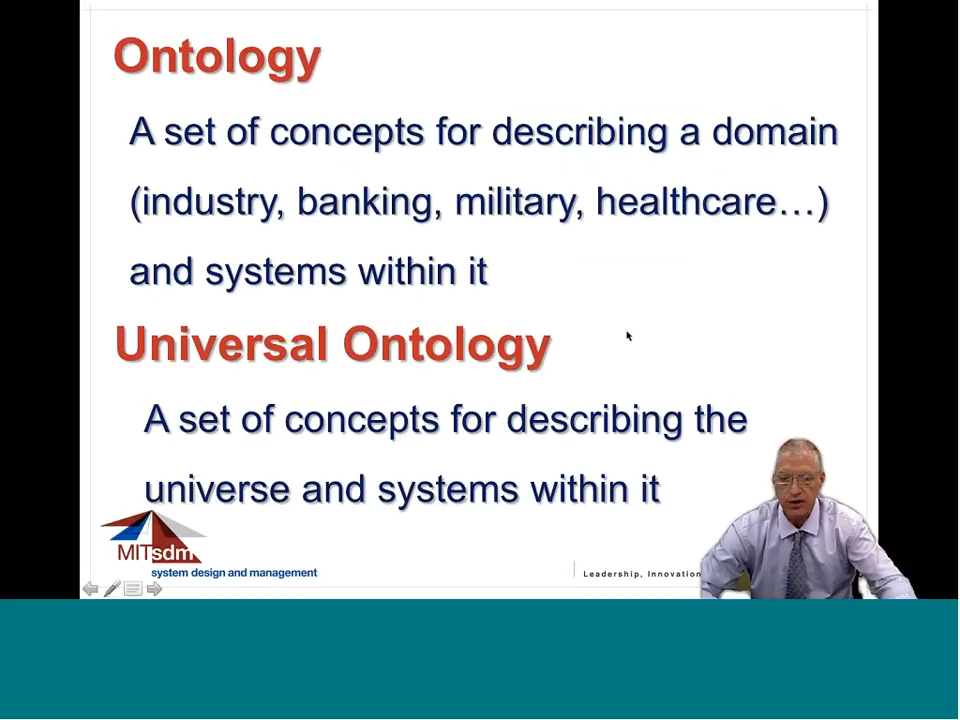 Ontology
A set of concepts for describing a domain
(industry, banking, military, healthcare…)
and systems within it
Universal Ontology
A set of concepts for describing the
universe and systems within it
MITsdm
system design and management
Leadership, Innovation